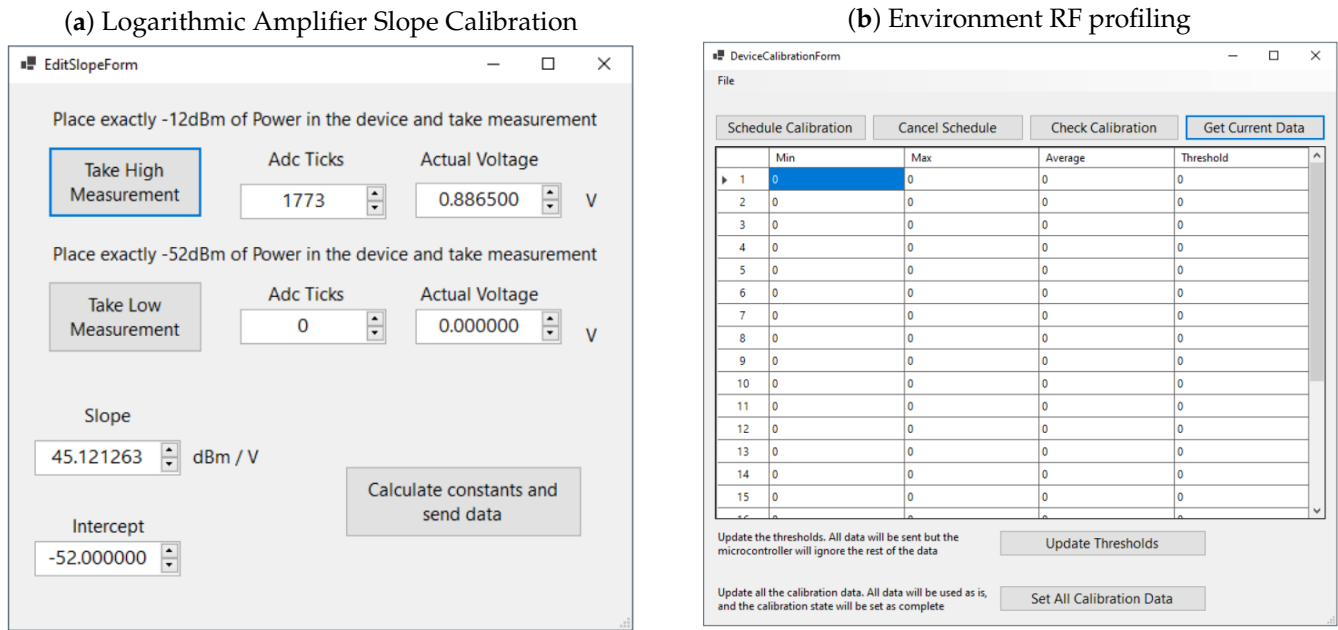 (a) Logarithmic Amplifier Slope Calibration
EditSlopeForm
Place exactly -12dBm of Power in the device and take measurement
Take High
Measurement
Adc Ticks
1773
Actual Voltage
0.886500
V
Place exactly -52dBm of Power in the device and take measurement
Take Low
Measurement
Adc Ticks
0
Actual Voltage
0.000000
V
Slope
45.121263
dBm / V
Intercept
-52.000000
Calculate constants and
send data
(b) Environment RF profiling
DeviceCalibrationForm
File
Schedule Calibration Cancel Schedule Check Calibration Get Current Data
Min Max Average Threshold
1 0 0 0 0
2 0 0 0 0
3 0 0 0 0
4 0 0 0 0
5 0 0 0 0
6 0 0 0 0
7 0 0 0 0
8 0 0 0 0
9 0 0 0 0
10 0 0 0 0
11 0 0 0 0
12 0 0 0 0
13 0 0 0 0
14 0 0 0 0
15 0 0 0 0
Update the thresholds. All data will be sent but the
microcontroller will ignore the rest of the data
Update Thresholds
Update all the calibration data. All data will be used as is,
and the calibration state will be set as complete
Set All Calibration Data